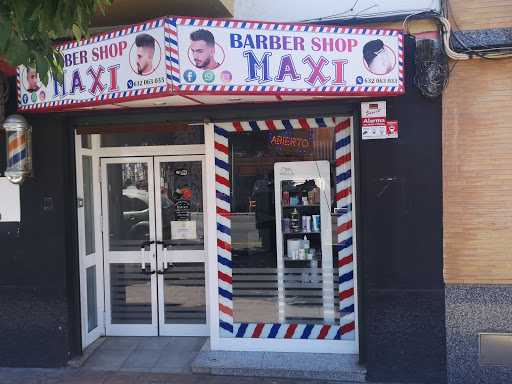 BARBER SHOP
MAXI
632 063 033
BARBER SHOP
MAXI
632 063 033
Alarma
ABIERTO